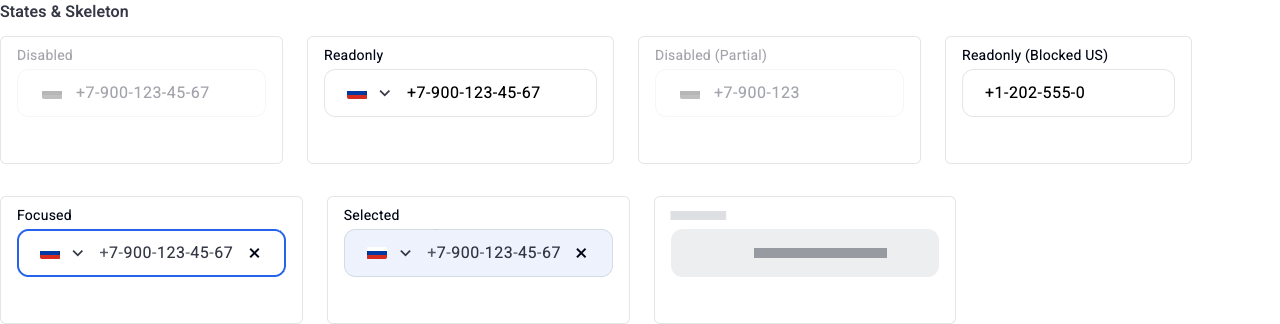 States & Skeleton
Disabled
+7-900-123-45-67
Readonly
+7-900-123-45-67
Disabled (Partial)
+7-900-123
Readonly (Blocked US)
+1-202-555-0
Focused
+7-900-123-45-67
Selected
+7-900-123-45-67